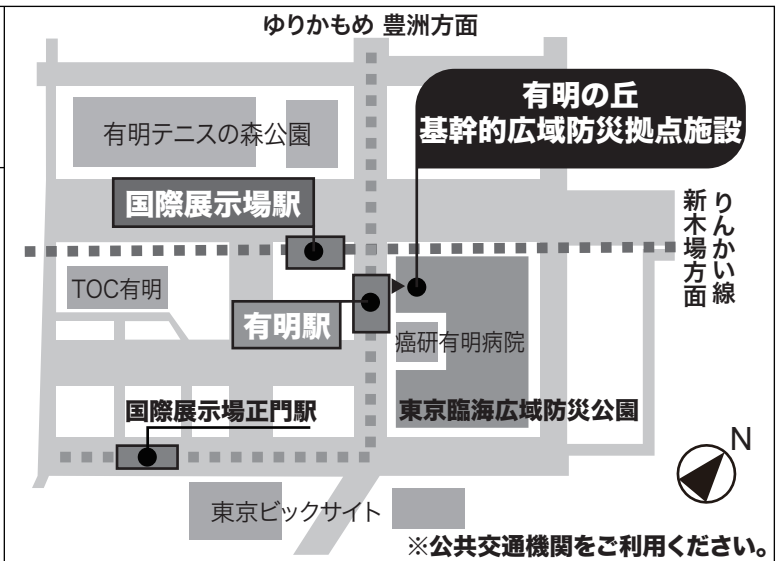 ゆりかもめ 豊洲方面
有明の丘
基幹的広域防災拠点施設
有明テニスの森公園
国際展示場駅
りんかい線
新木場方面
TOC有明
有明駅
癌研有明病院
国際展示場正門駅
東京臨海広域防災公園
N
東京ビックサイト
※公共交通機関をご利用ください。